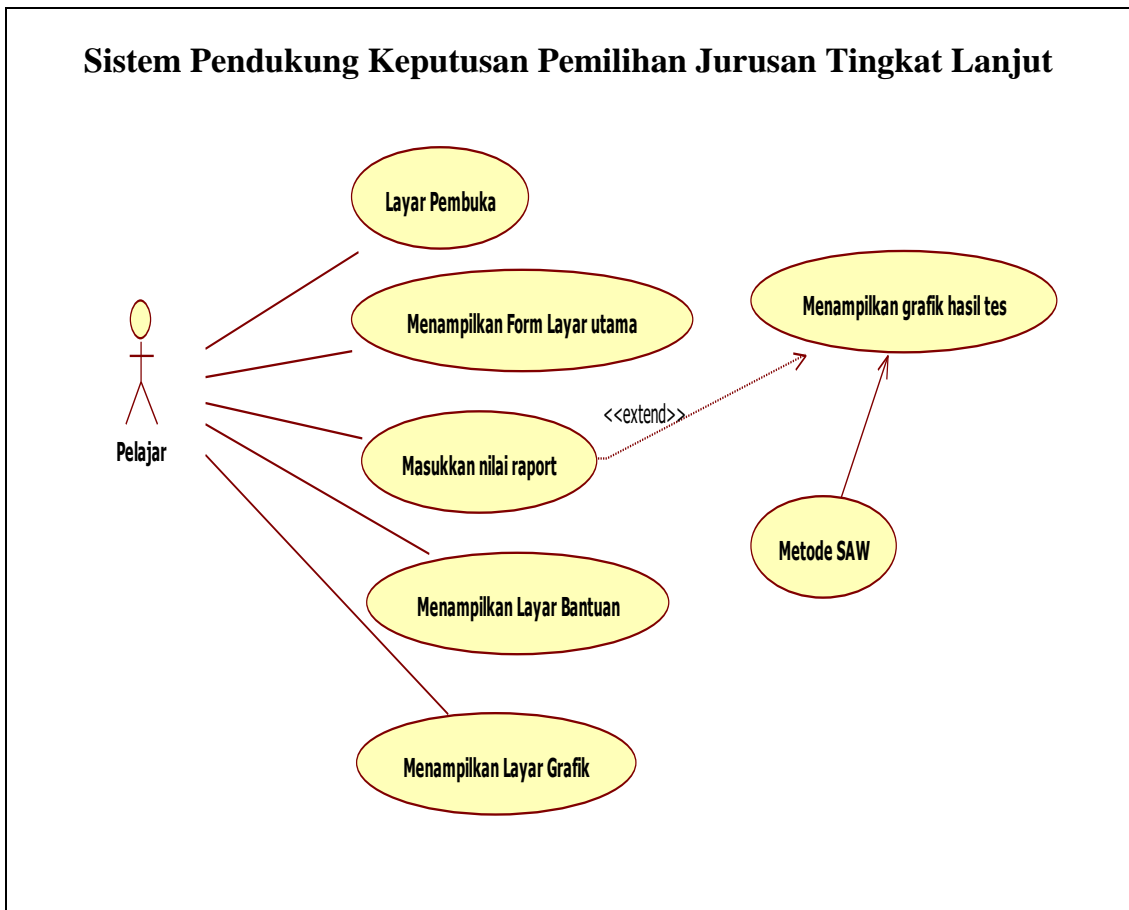 Sistem Pendukung Keputusan Pemilihan Jurusan Tingkat Lanjut
Layar Pembuka
Menampilkan Form Layar utama
Menampilkan grafik hasil tes
<<extend>>
Pelajar
Masukkan nilai raport
Metode SAW
Menampilkan Layar Bantuan
Menampilkan Layar Grafik